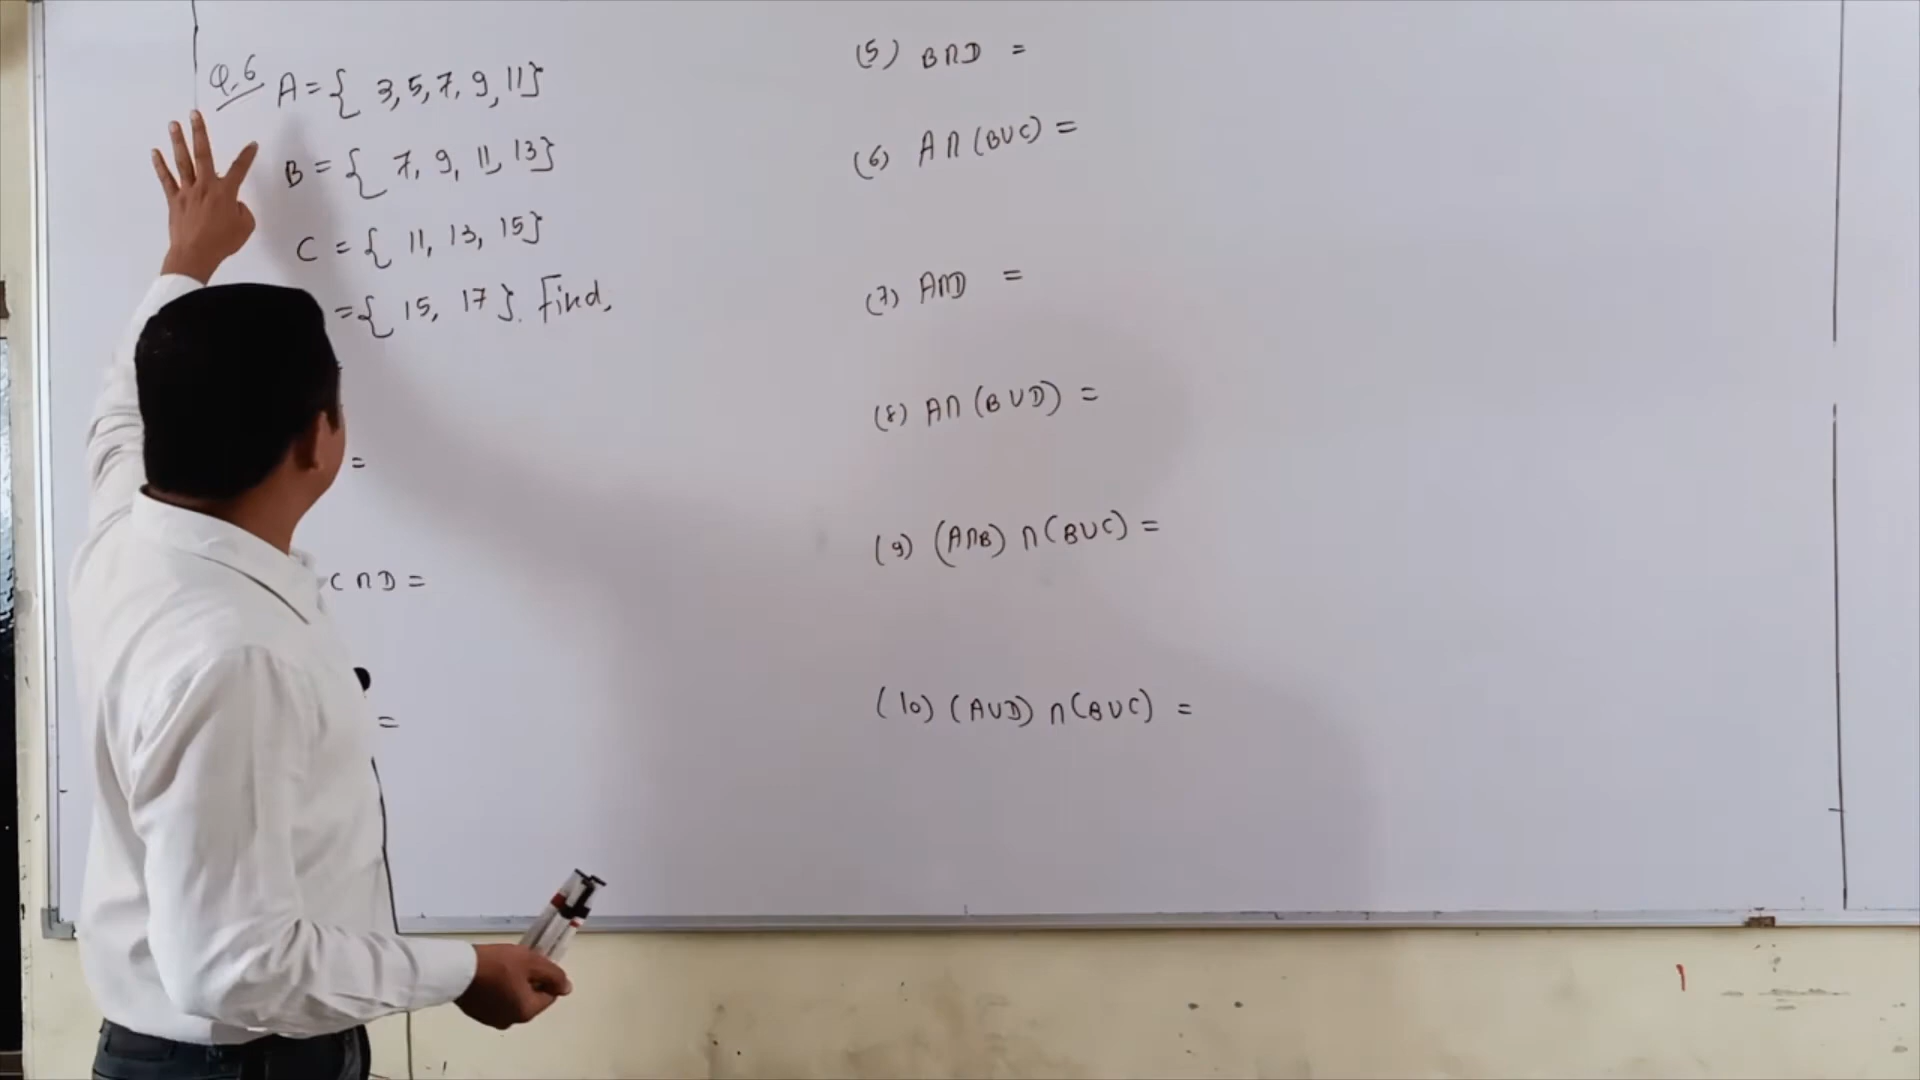 Q.6 A = { 3, 5, 7, 9, 11}
B = { 7, 9, 11, 13}
C = { 11, 13, 15}
= { 15, 17}. Find,
=
C ∩ D =
=
(5) B∩D =
(6) A ∩ (B∪C) =
(7) A∩D =
(8) A∩ (B∪D) =
(9) (A∩B) ∩ (B∪C) =
(10) (A∪D) ∩ (B∪C) =